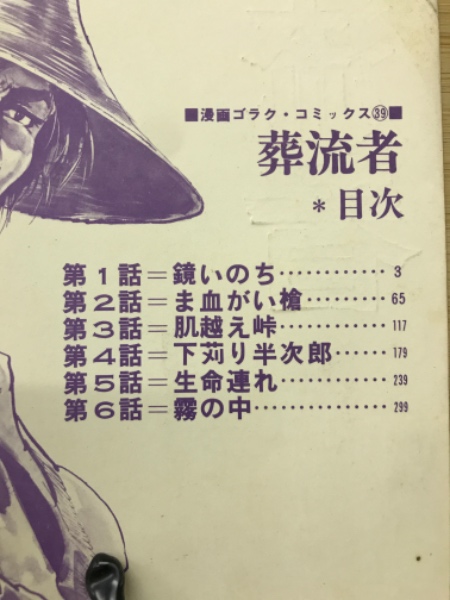 ■漫画ゴラク・コミックス㊴■
葬流者
＊目次
第1話＝鏡いのち…………3
第2話＝ま血がい槍…………65
第3話＝肌越え峠…………117
第4話＝下苅り半次郎……179
第5話＝生命連れ…………239
第6話＝霧の中……………299